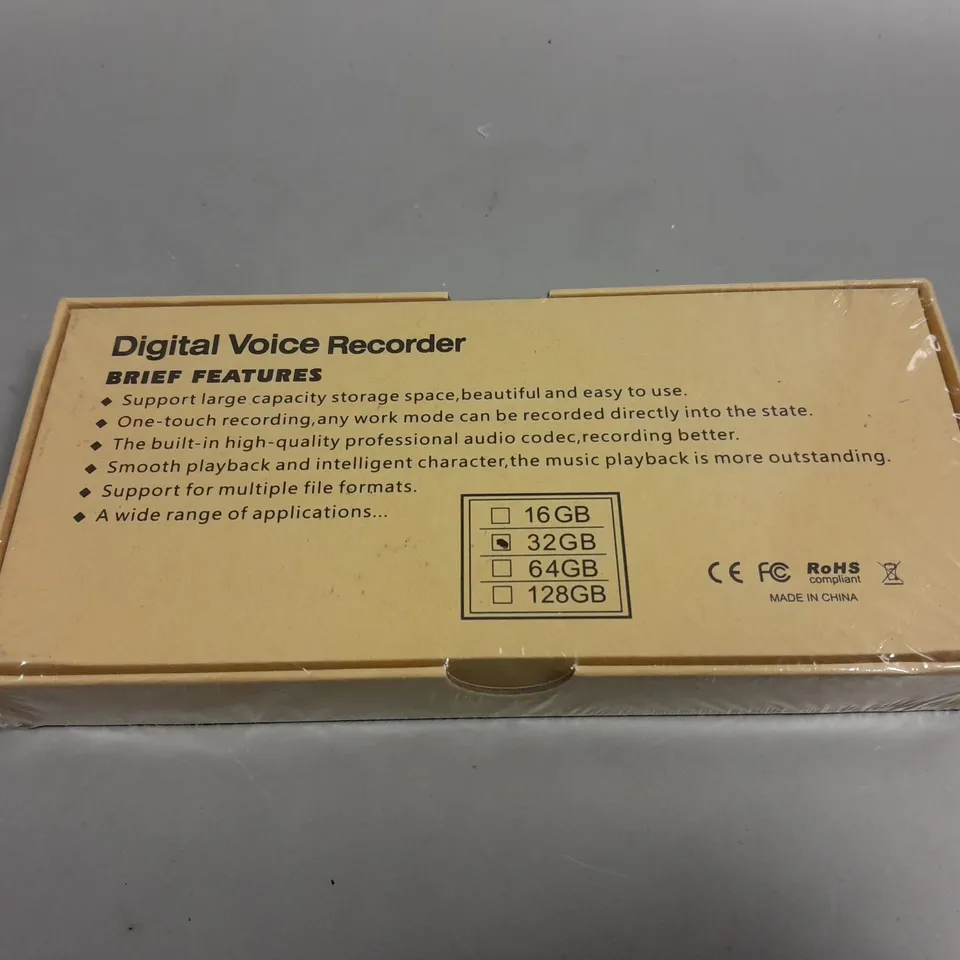 Digital Voice Recorder
BRIEF FEATURES
◆ Support large capacity storage space,beautiful and easy to use.
◆ One-touch recording,any work mode can be recorded directly into the state.
◆ The built-in high-quality professional audio codec,recording better.
◆ Smooth playback and intelligent character,the music playback is more outstanding.
◆ Support for multiple file formats.
◆ A wide range of applications...
16GB
32GB
64GB
128GB
CE FC RoHS
compliant
MADE IN CHINA